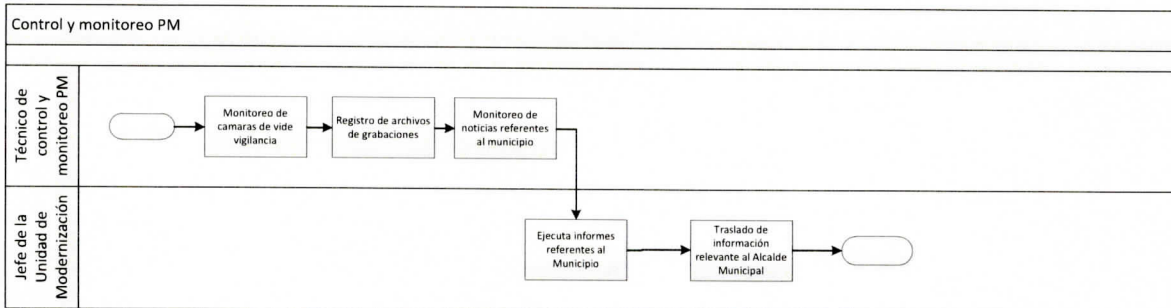 Control y monitoreo PM
Técnico de
control y
monitoreo PM
Monitoreo de
camaras de vide
vigilancia
Registro de archivos
de grabaciones
Monitoreo de
noticias referentes
al municipio
Jefe de la
Unidad de
Modernización
Ejecuta informes
referentes al
Municipio
Traslado de
información
relevante al Alcalde
Municipal